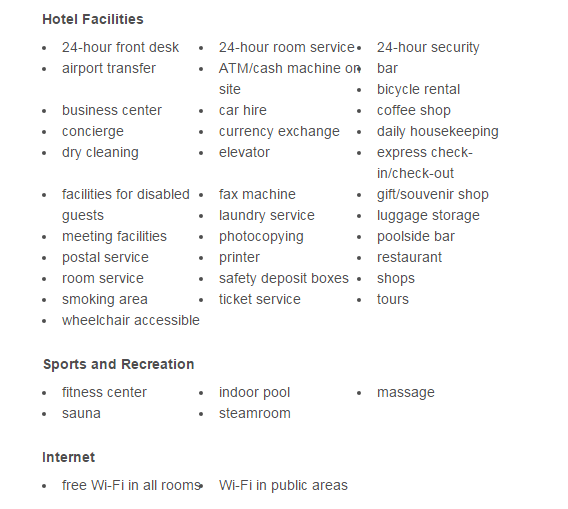 Hotel Facilities
• 24-hour front desk • 24-hour room service • 24-hour security
• airport transfer • ATM/cash machine on • bar
site • bicycle rental
• business center • car hire • coffee shop
• concierge • currency exchange • daily housekeeping
• dry cleaning • elevator • express check-
in/check-out
• facilities for disabled • fax machine • gift/souvenir shop
guests • laundry service • luggage storage
• meeting facilities • photocopying • poolside bar
• postal service • printer • restaurant
• room service • safety deposit boxes • shops
• smoking area • ticket service • tours
• wheelchair accessible
Sports and Recreation
• fitness center • indoor pool • massage
• sauna • steamroom
Internet
• free Wi-Fi in all rooms • Wi-Fi in public areas